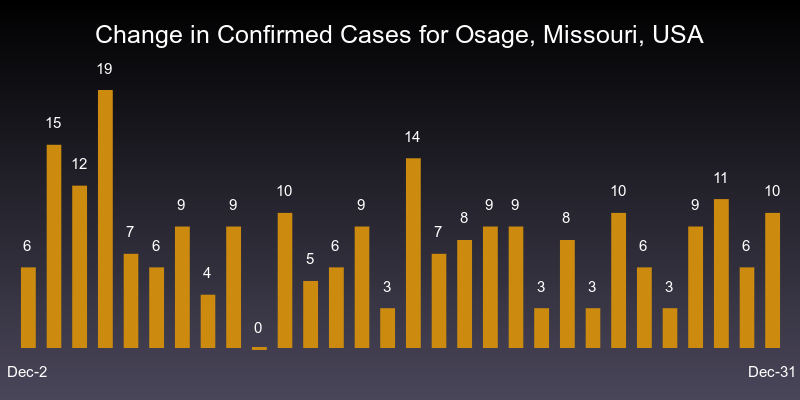 Change in Confirmed Cases for Osage, Missouri, USA
6 15 12 19 7 6 9 4 9 0 10 5 6 9 3 14 7 8 9 9 3 8 3 10 6 3 9 11 6 10
Dec-2 Dec-31